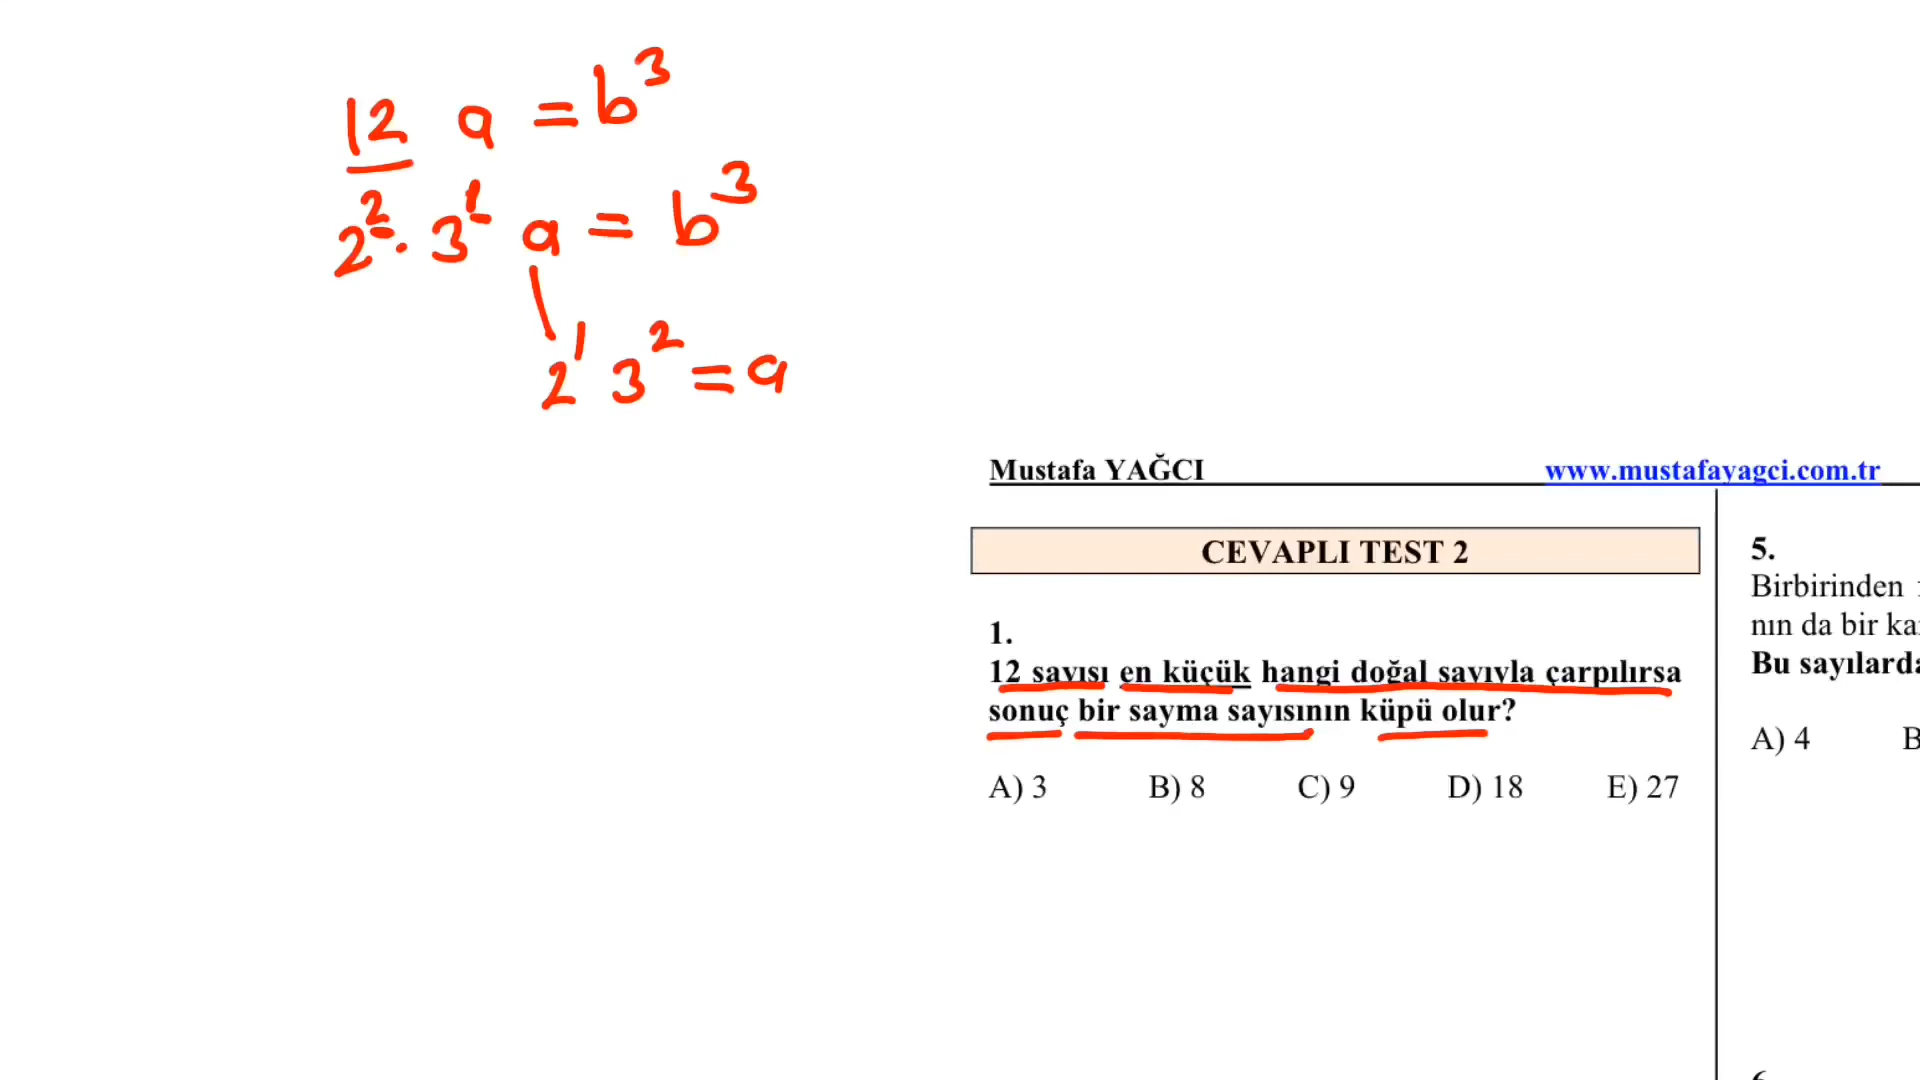 12 a = b³
2² · 3¹ a = b³
2¹ 3² = a
Mustafa YAĞCI www.mustafayagci.com.tr
CEVAPLI TEST 2
1.
12 sayısı en küçük hangi doğal sayıyla çarpılırsa
sonuç bir sayma sayısının küpü olur?
A) 3 B) 8 C) 9 D) 18 E) 27
5.
Birbirinden
nın da bir
Bu
A) 4 B